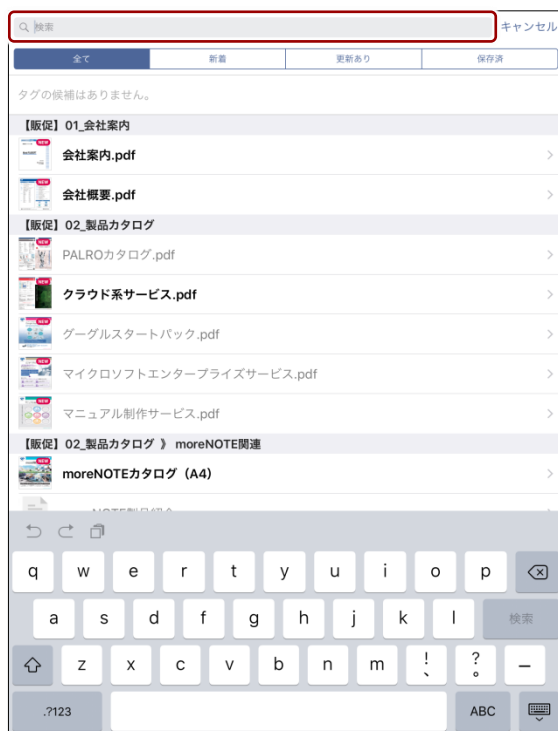 検索
キャンセル
全て
新着
更新あり
保存済
タグの候補はありません。
【販促】01_会社案内
NEW
会社案内.pdf
NEW
会社概要.pdf
【販促】02_製品カタログ
NEW
PALROカタログ.pdf
NEW
クラウド系サービス.pdf
NEW
グーグルスタートパック.pdf
NEW
マイクロソフトエンタープライズサービス.pdf
NEW
マニュアル制作サービス.pdf
【販促】02_製品カタログ 》 moreNOTE関連
NEW
moreNOTEカタログ（A4）
q w e r t y u i o p
a s d f g h j k l 検索
z x c v b n m ! 、 ? 。 ー
.?123 ABC